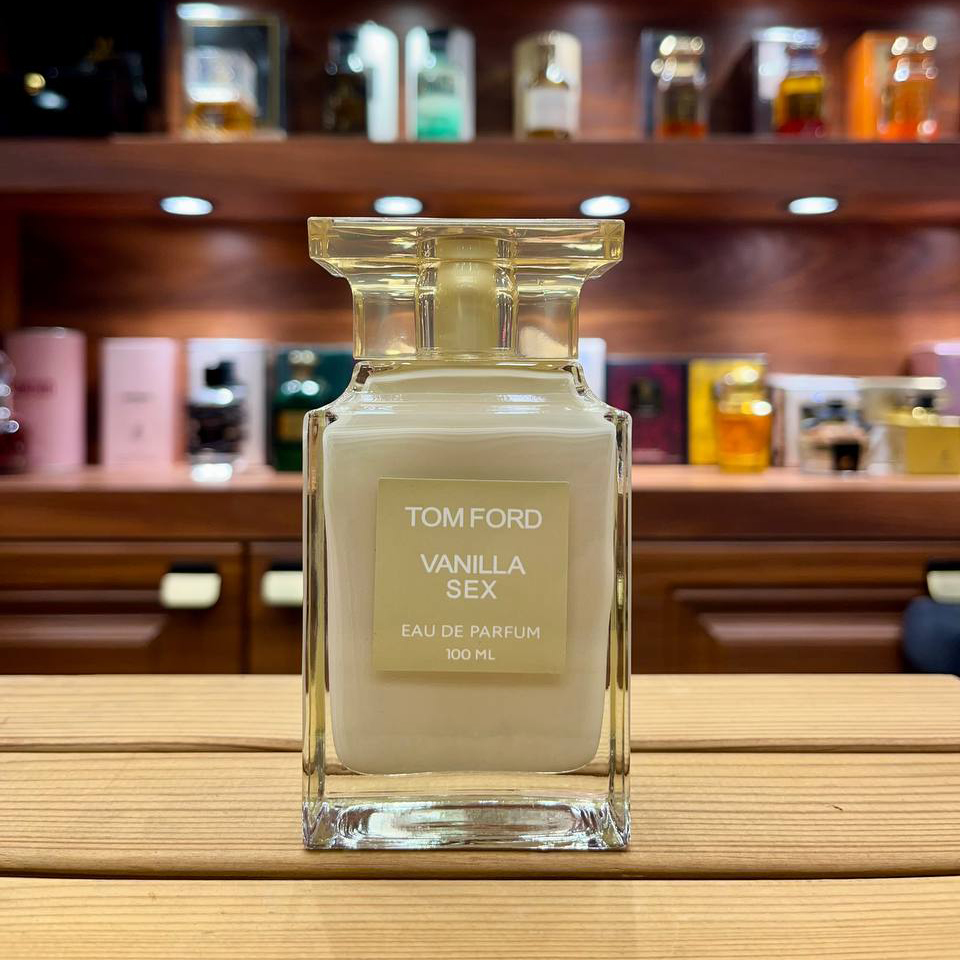 TOM FORD
VANILLA
SEX
EAU DE PARFUM
100 ML